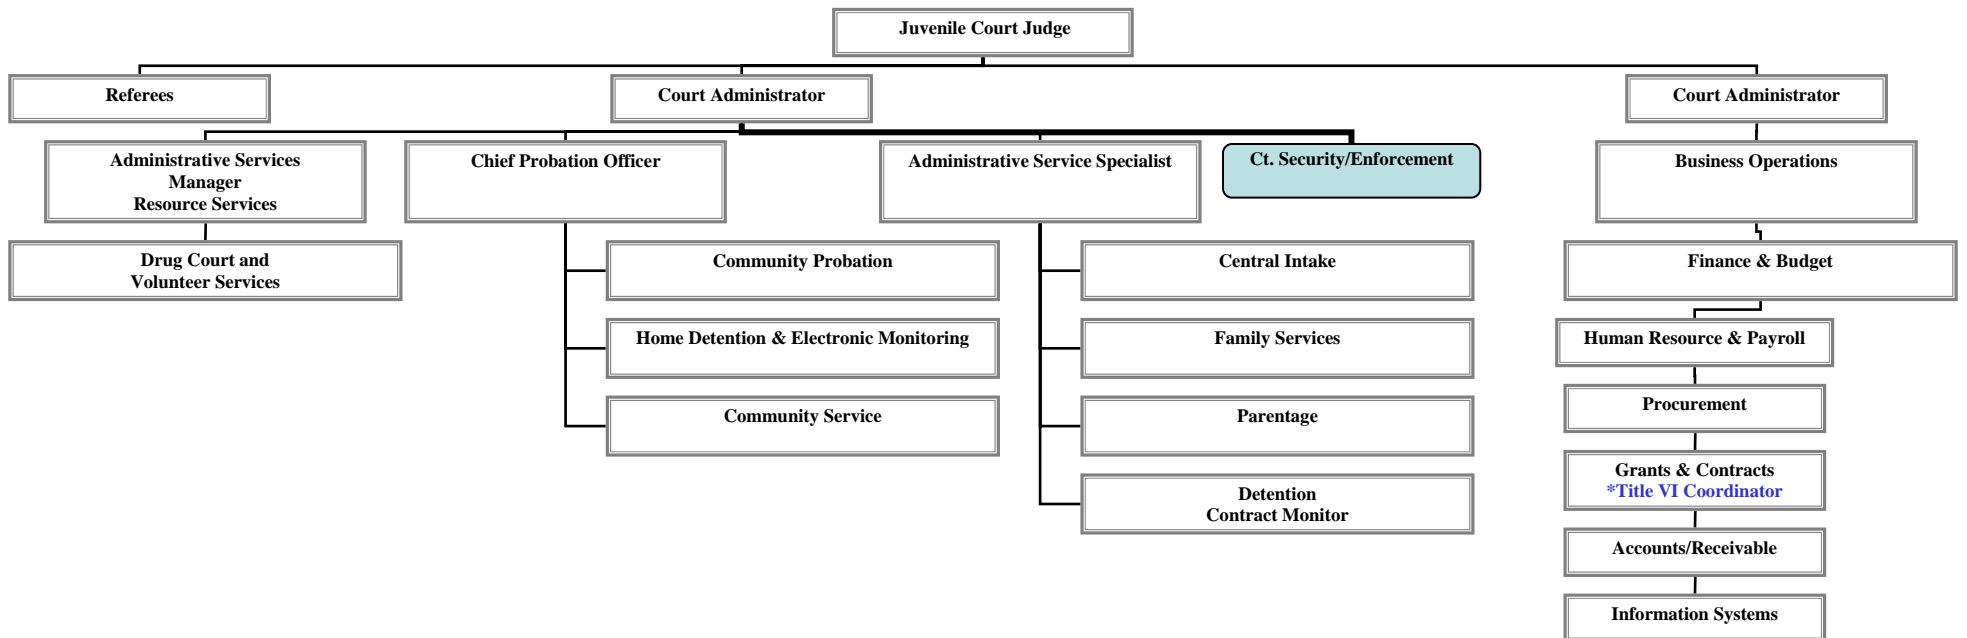 Juvenile Court Judge
Referees
Court Administrator
Court Administrator
Administrative Services
Manager
Resource Services
Chief Probation Officer
Administrative Service Specialist
Ct. Security/Enforcement
Business Operations
Drug Court and
Volunteer Services
Community Probation
Central Intake
Finance & Budget
Home Detention & Electronic Monitoring
Family Services
Human Resource & Payroll
Community Service
Parentage
Procurement
Grants & Contracts
*Title VI Coordinator
Detention
Contract Monitor
Accounts/Receivable
Information Systems